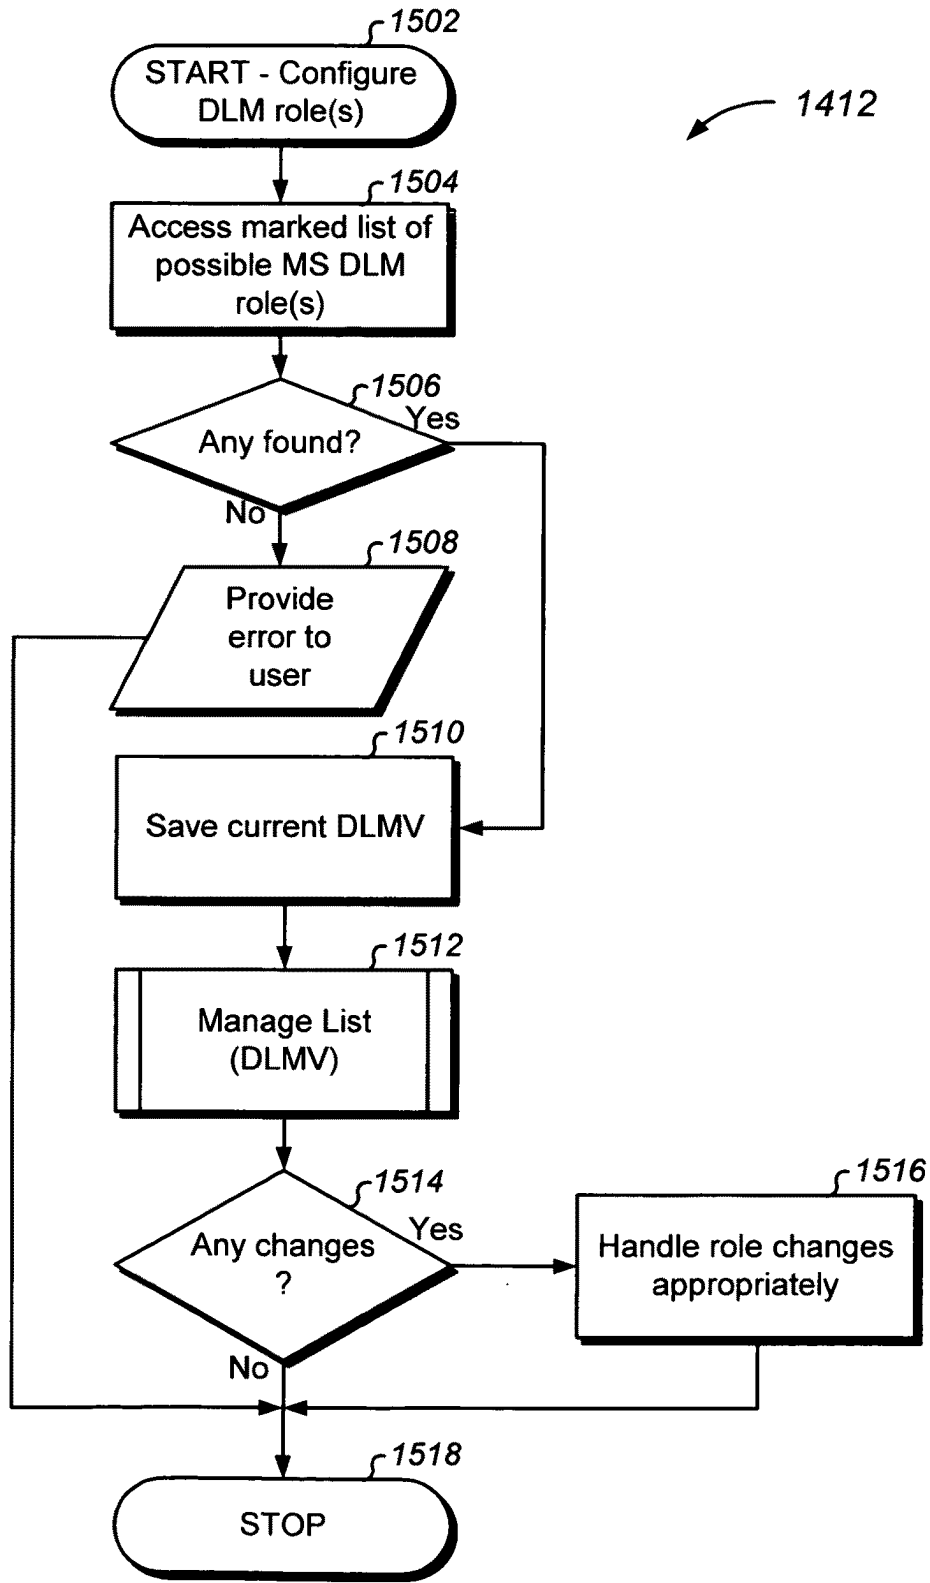 1502
START - Configure
DLM role(s)
1412
1504
Access marked list of
possible MS DLM
role(s)
1506
Yes
Any found?
No
1508
Provide
error to
user
1510
Save current DLMV
1512
Manage List
(DLMV)
1514
Yes
Any changes
?
No
1516
Handle role changes
appropriately
1518
STOP